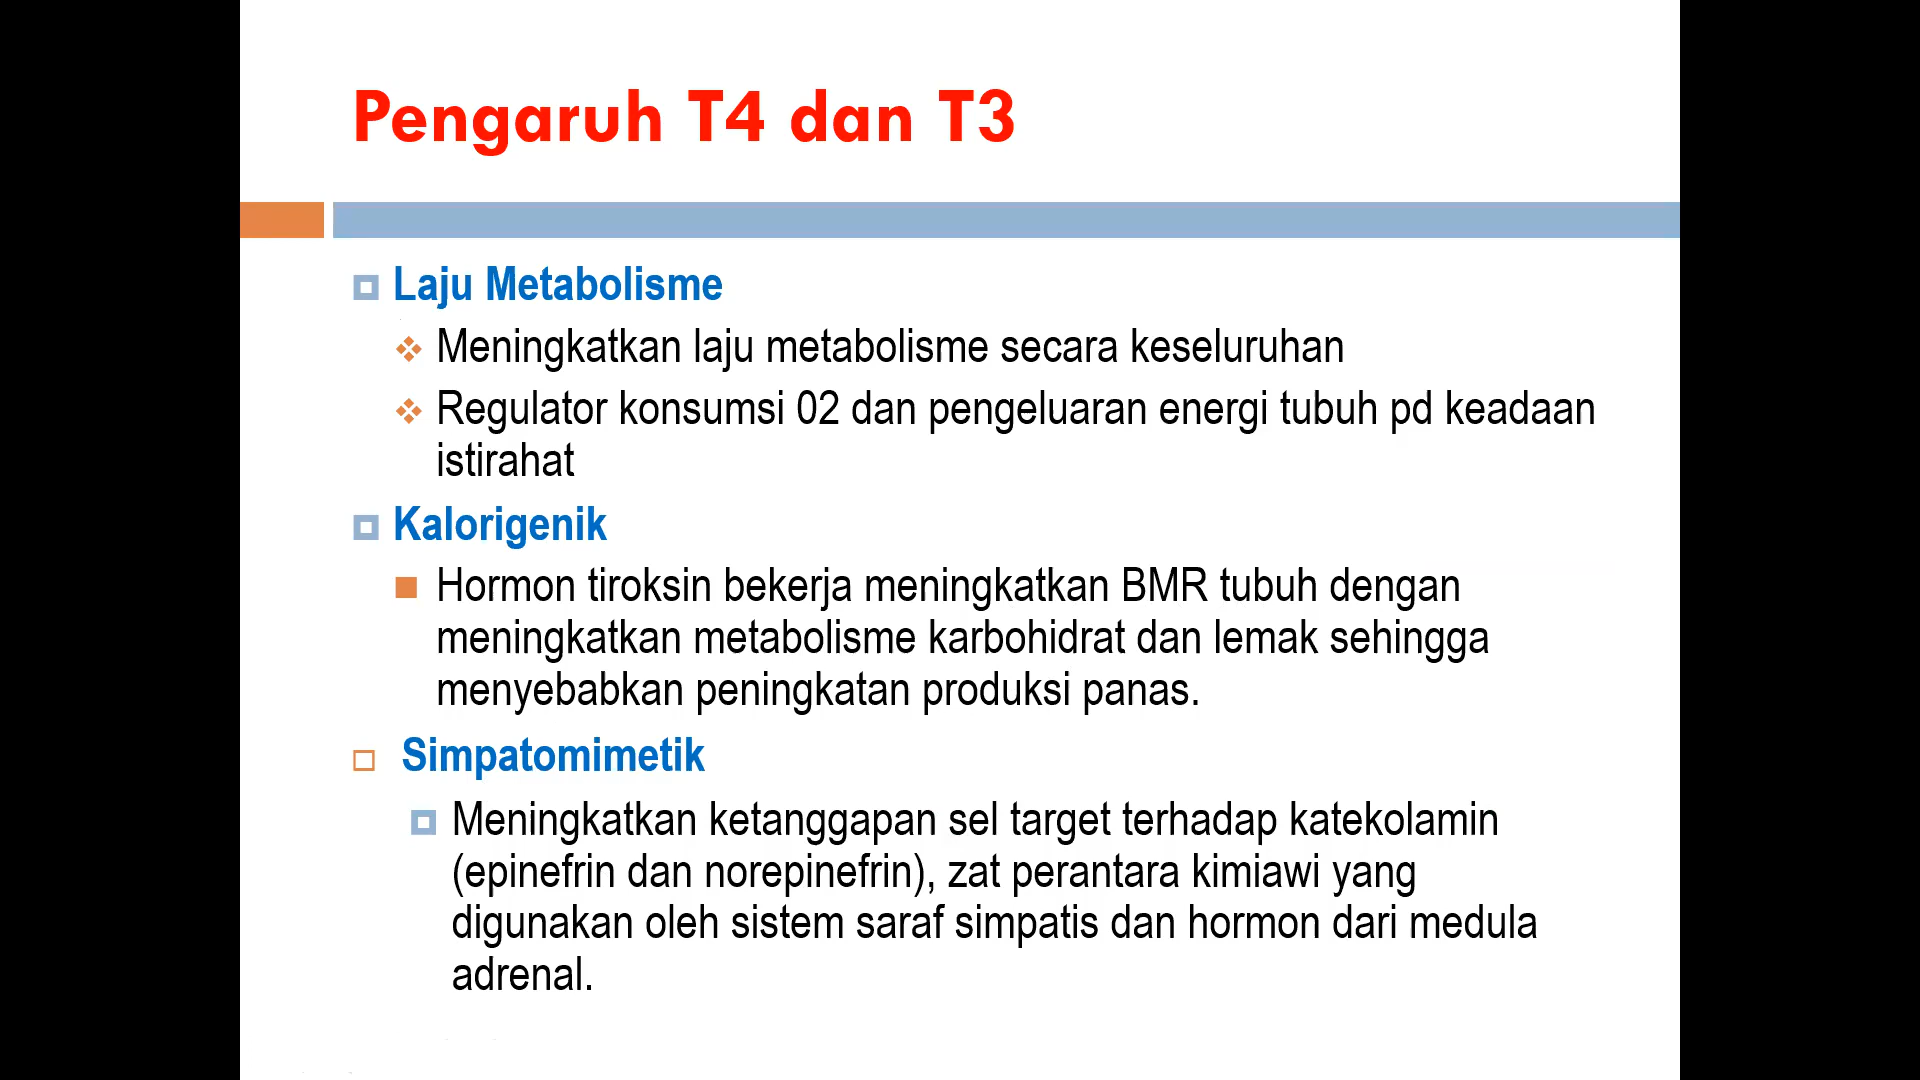 Pengaruh T4 dan T3
Laju Metabolisme
Meningkatkan laju metabolisme secara keseluruhan
Regulator konsumsi 02 dan pengeluaran energi tubuh pd keadaan
istirahat
Kalorigenik
Hormon tiroksin bekerja meningkatkan BMR tubuh dengan
meningkatkan metabolisme karbohidrat dan lemak sehingga
menyebabkan peningkatan produksi panas.
Simpatomimetik
Meningkatkan ketanggapan sel target terhadap katekolamin
(epinefrin dan norepinefrin), zat perantara kimiawi yang
digunakan oleh sistem saraf simpatis dan hormon dari medula
adrenal.